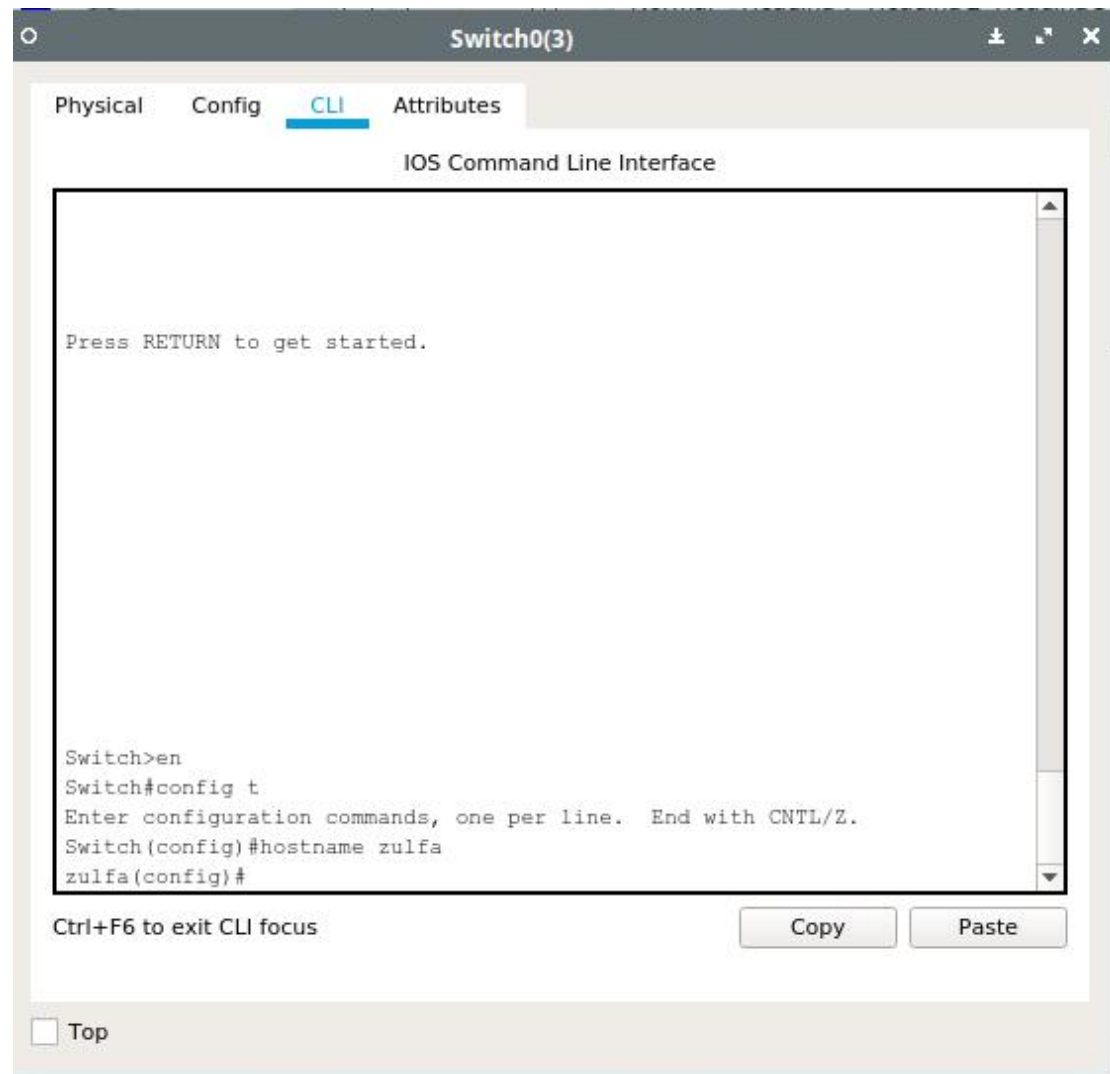 Switch0(3)
Physical Config CLI Attributes
IOS Command Line Interface
Press RETURN to get started.
Switch>en
Switch#config t
Enter configuration commands, one per line.  End with CNTL/Z.
Switch(config)#hostname zulfa
zulfa(config)#
Ctrl+F6 to exit CLI focus
Copy Paste
Top